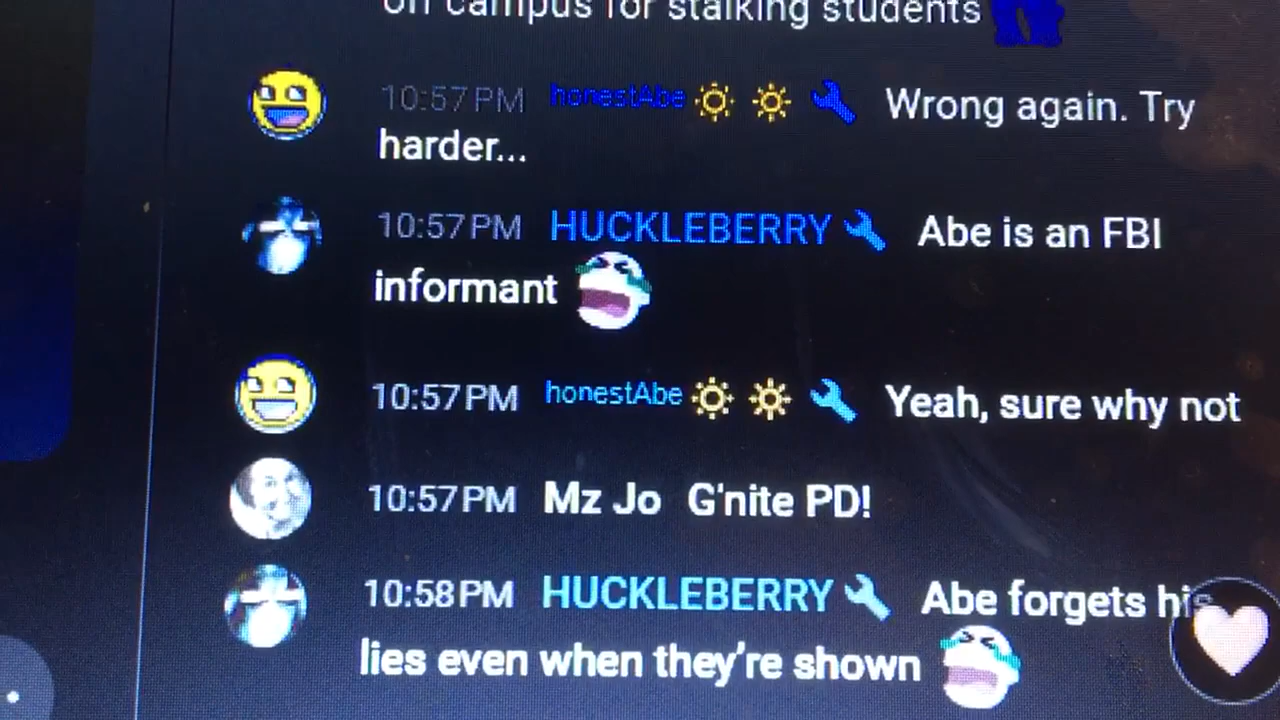 on campus for stalking students
10:57 PM honestAbe Wrong again. Try
harder...
10:57 PM HUCKLEBERRY Abe is an FBI
informant
10:57 PM honestAbe Yeah, sure why not
10:57 PM Mz Jo G'nite PD!
10:58 PM HUCKLEBERRY Abe forgets his
lies even when they're shown